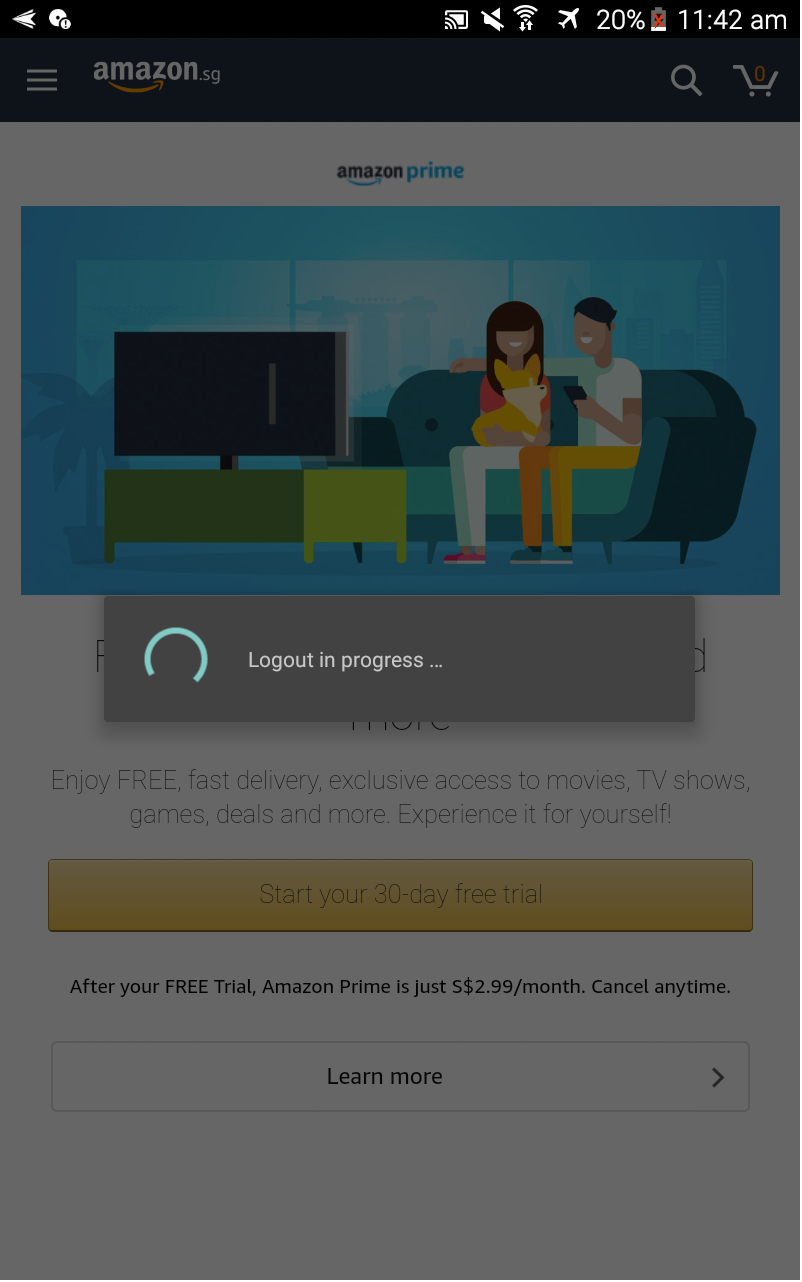 20% 11:42 am
amazon.sg
0
amazon prime
Logout in progress ...
more
Enjoy FREE, fast delivery, exclusive access to movies, TV shows,
games, deals and more. Experience it for yourself!
Start your 30-day free trial
After your FREE Trial, Amazon Prime is just S$2.99/month. Cancel anytime.
Learn more